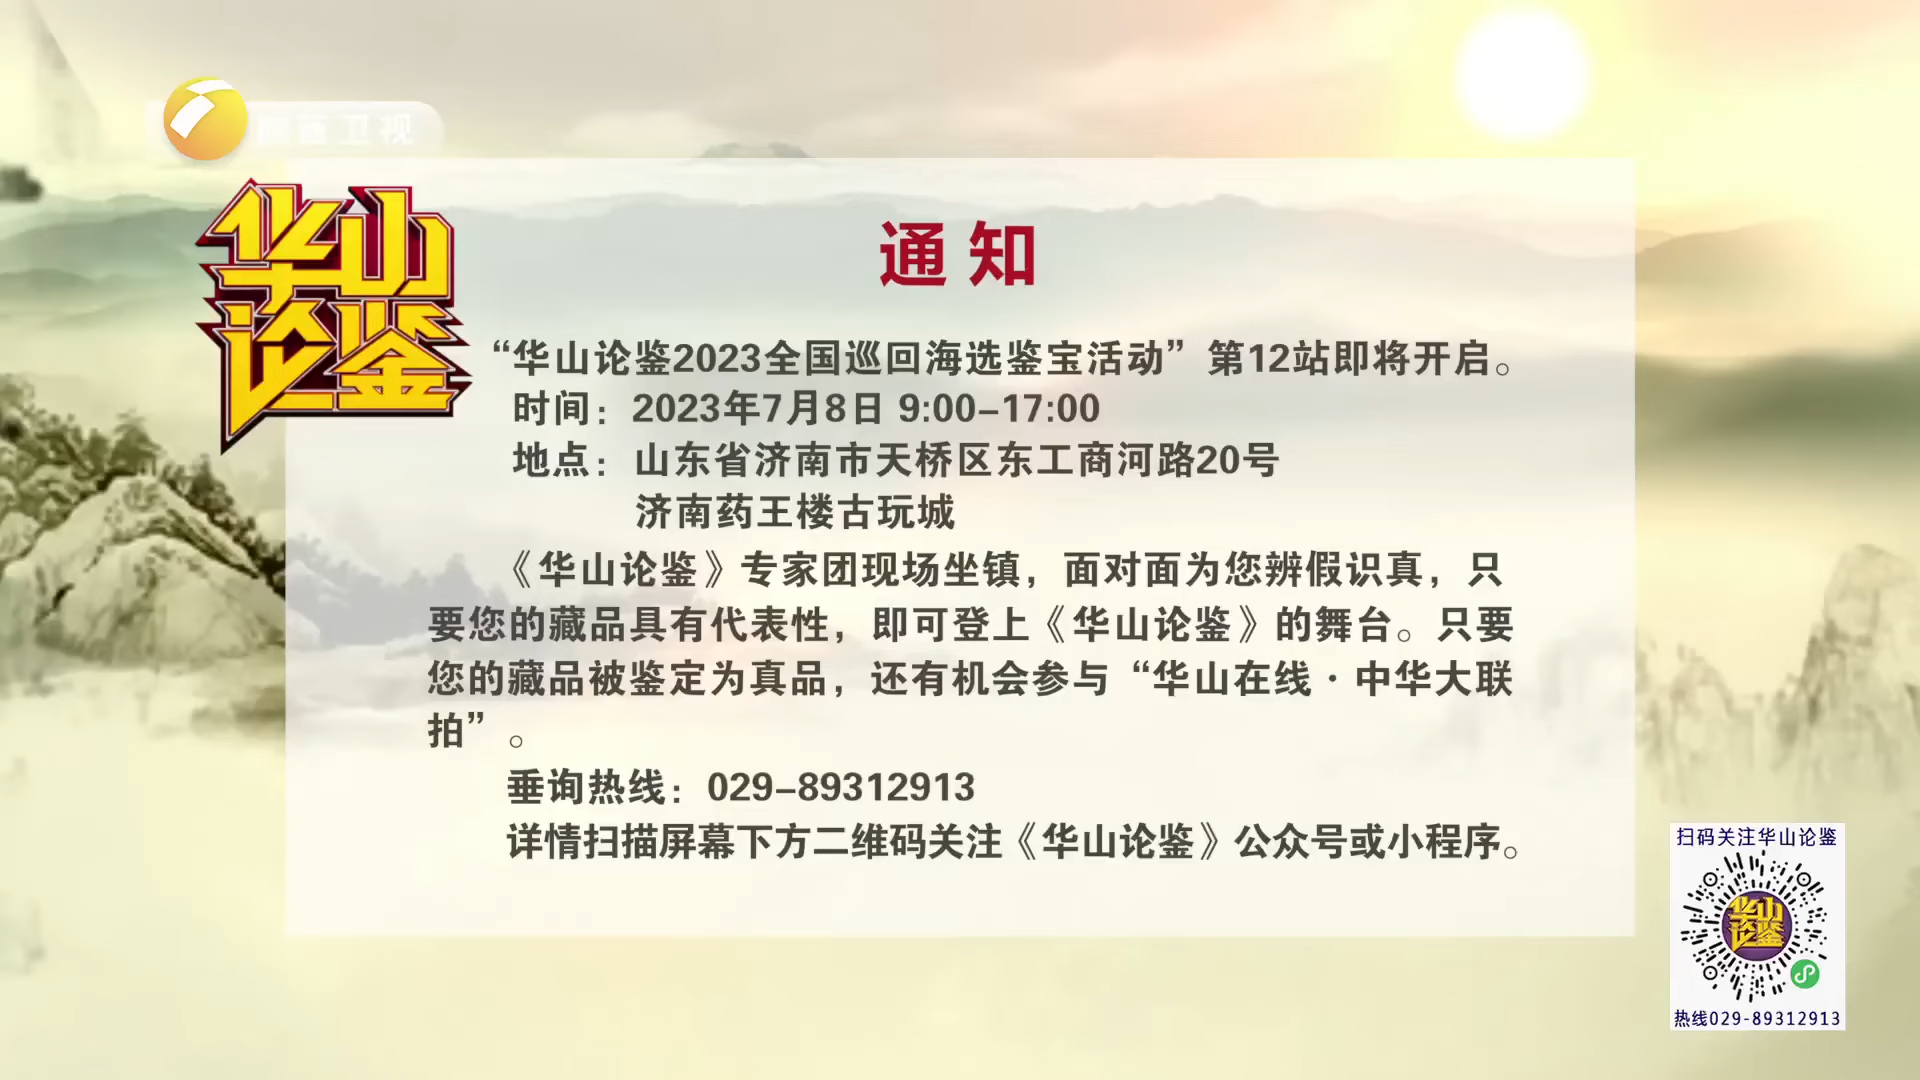 卫视
华山
论鉴
通知
“华山论鉴2023全国巡回海选鉴宝活动”第12站即将开启。
时间：2023年7月8日 9:00-17:00
地点：山东省济南市天桥区东工商河路20号
济南药王楼古玩城
《华山论鉴》专家团现场坐镇，面对面为您辨假识真，只
要您的藏品具有代表性，即可登上《华山论鉴》的舞台。只要
您的藏品被鉴定为真品，还有机会参与“华山在线·中华大联
拍”。
垂询热线：029-89312913
详情扫描屏幕下方二维码关注《华山论鉴》公众号或小程序。
扫码关注华山论鉴
华山
论鉴
热线029-89312913